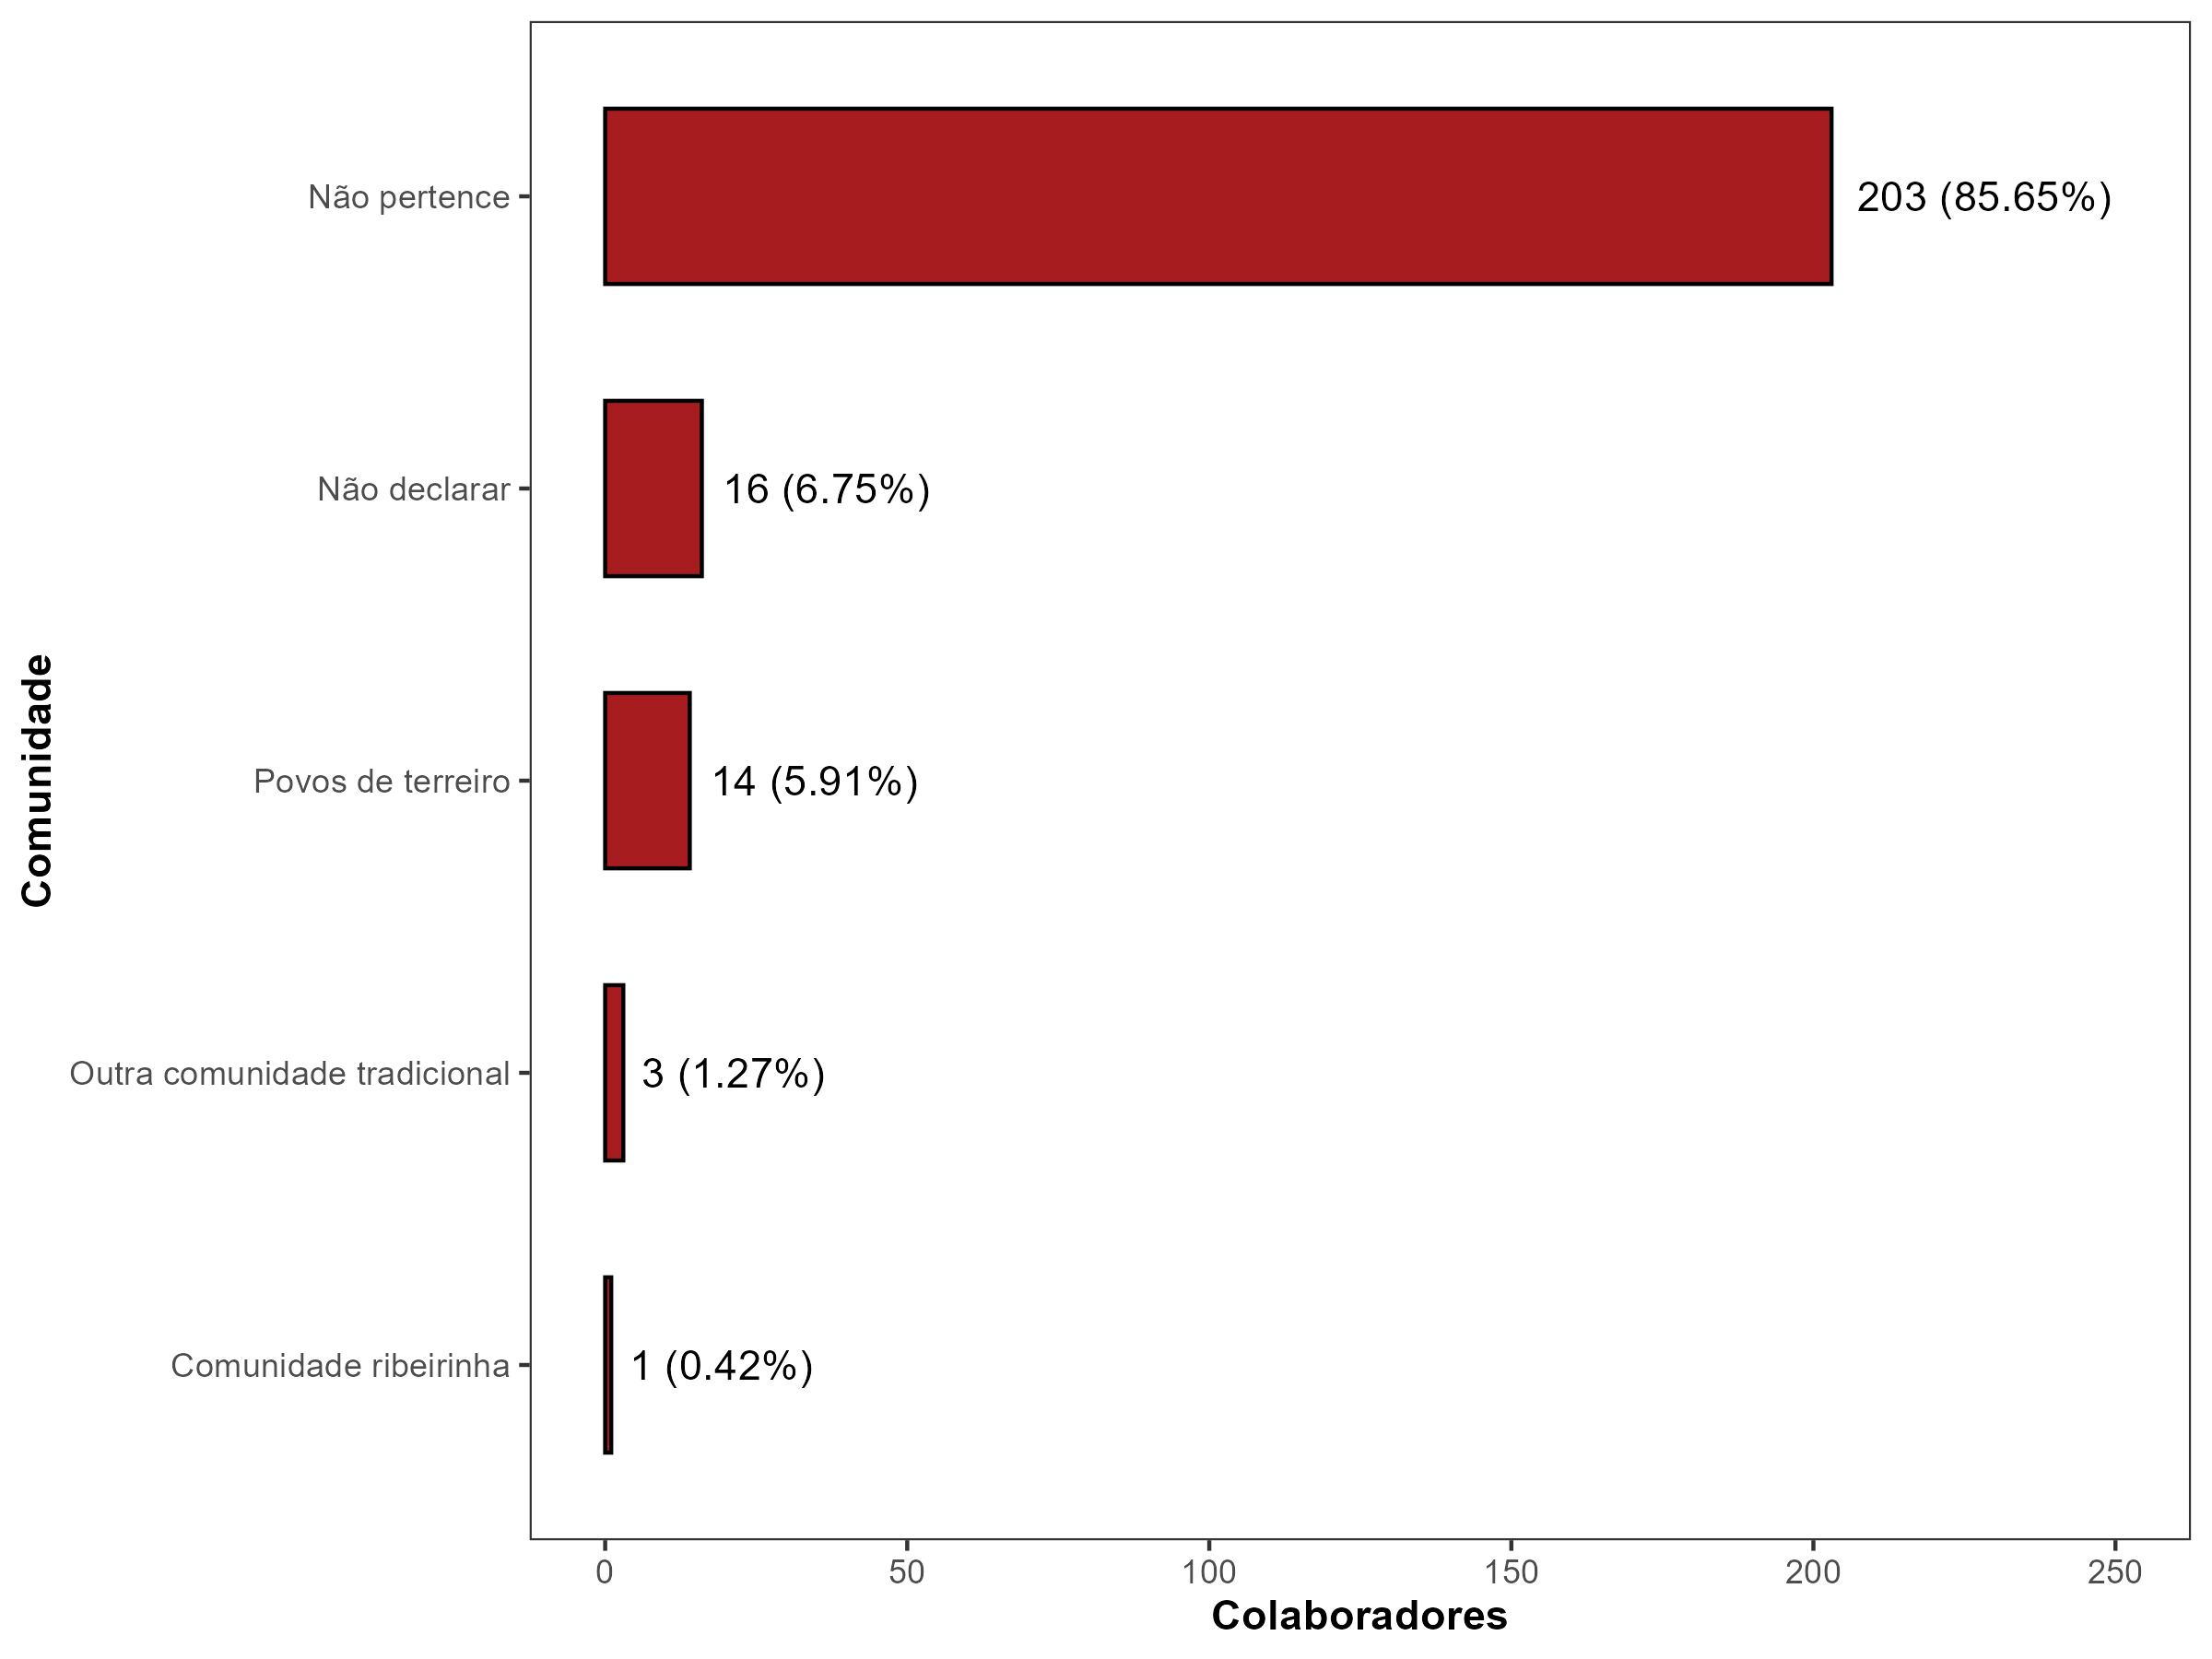 Comunidade
Não pertence
203 (85.65%)
Não declarar
16 (6.75%)
Povos de terreiro
14 (5.91%)
Outra comunidade tradicional
3 (1.27%)
Comunidade ribeirinha
1 (0.42%)
0 50 100 150 200 250
Colaboradores